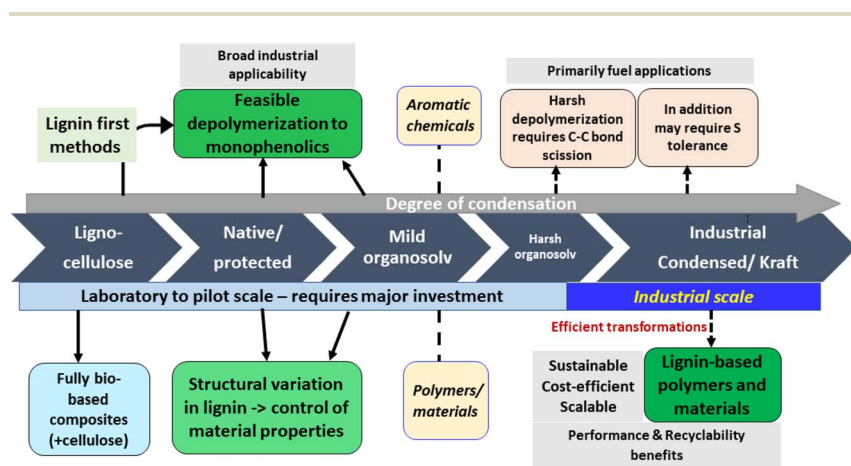 Broad industrial
applicability
Primarily fuel applications
Lignin first
methods
Feasible
depolymerization to
monophenolics
Aromatic
chemicals
Harsh
depolymerization
requires C-C bond
scission
In addition
may require S
tolerance
Degree of condensation
Ligno-
cellulose
Native/
protected
Mild
organosolv
Harsh
organosolv
Industrial
Condensed/ Kraft
Laboratory to pilot scale – requires major investment
Industrial scale
Efficient transformations
Fully bio-
based
composites
(+cellulose)
Structural variation
in lignin -> control of
material properties
Polymers/
materials
Sustainable
Cost-efficient
Scalable
Lignin-based
polymers and
materials
Performance & Recyclability
benefits